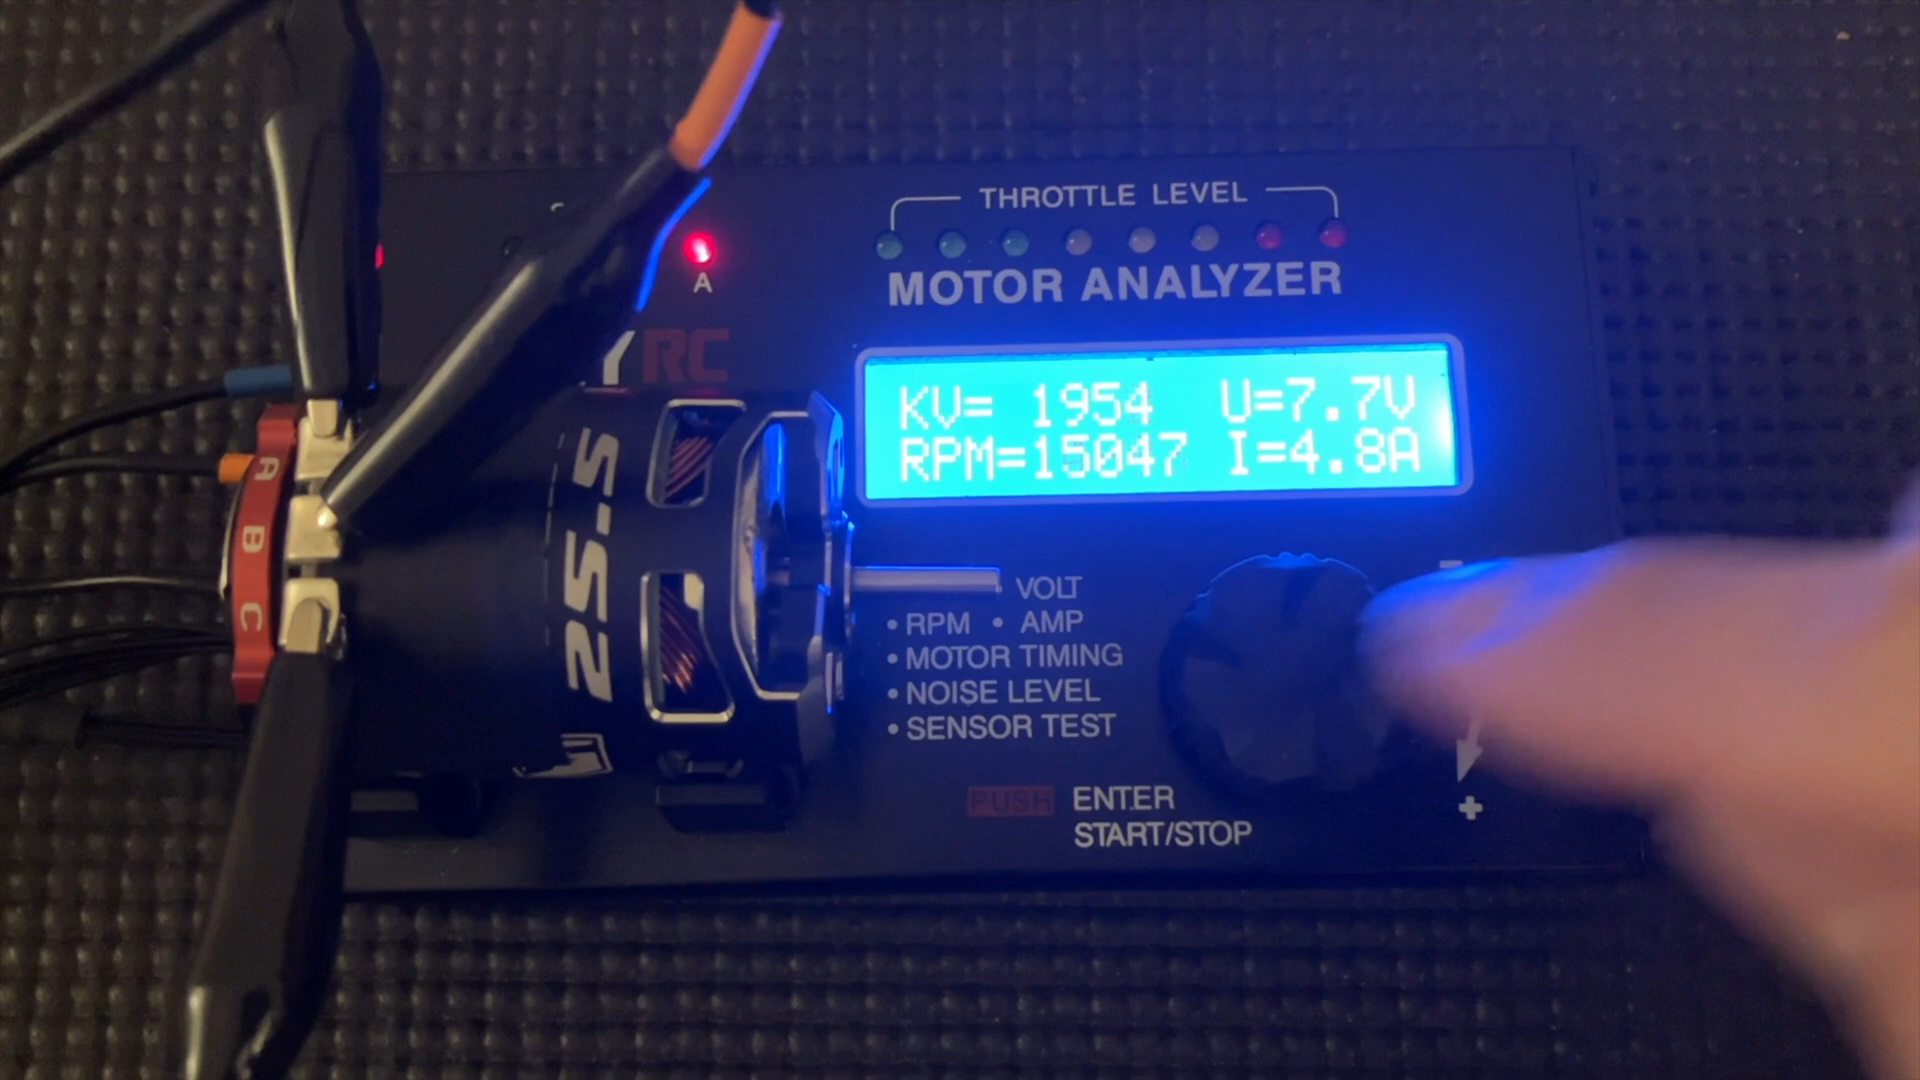 THROTTLE LEVEL
A
MOTOR ANALYZER
RC
KV= 1954 U=7.7V
RPM=15047 I=4.8A
A
B
C
25.5
VOLT
• RPM • AMP
• MOTOR TIMING
• NOISE LEVEL
• SENSOR TEST
PUSH ENTER
START/STOP
+